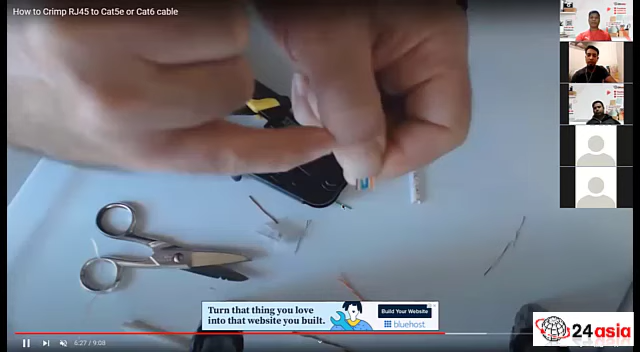 How to Crimp RJ45 to Cat5e or Cat6 cable
Turn that thing you love
into that website you built.
Build Your Website
bluehost
6:27 / 9:08
24asia